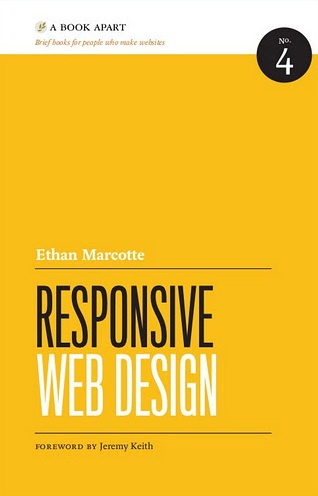 A BOOK APART
Brief books for people who make websites
No.
4
Ethan Marcotte
RESPONSIVE
WEB DESIGN
FOREWORD BY Jeremy Keith